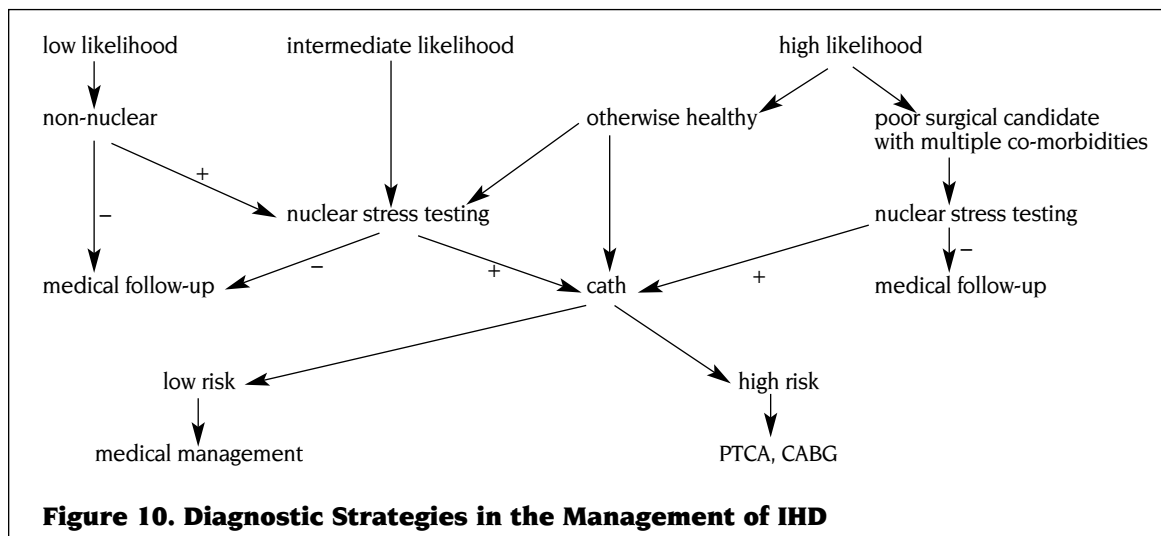 low likelihood
intermediate likelihood
high likelihood
non-nuclear
otherwise healthy
poor surgical candidate
with multiple co-morbidities
+
–
nuclear stress testing
nuclear stress testing
–
+
+
–
medical follow-up
cath
medical follow-up
low risk
high risk
medical management
PTCA, CABG
Figure 10. Diagnostic Strategies in the Management of IHD